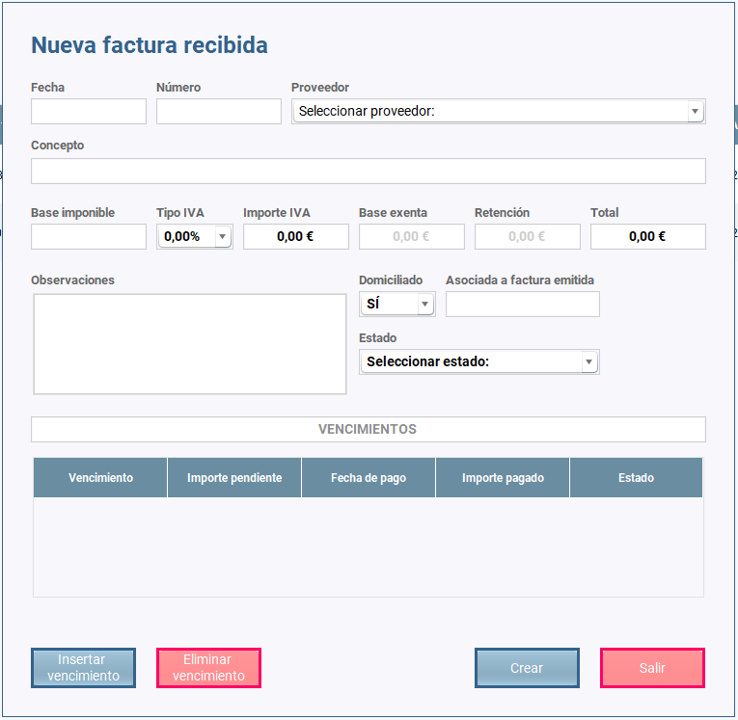 Nueva factura recibida
Fecha Número Proveedor
Seleccionar proveedor:
Concepto
Base imponible Tipo IVA Importe IVA Base exenta Retención Total
0,00% 0,00 € 0,00 € 0,00 € 0,00 €
Observaciones Domiciliado Asociada a factura emitida
SÍ
Estado
Seleccionar estado:
VENCIMIENTOS
Vencimiento Importe pendiente Fecha de pago Importe pagado Estado
Insertar
vencimiento
Eliminar
vencimiento
Crear
Salir